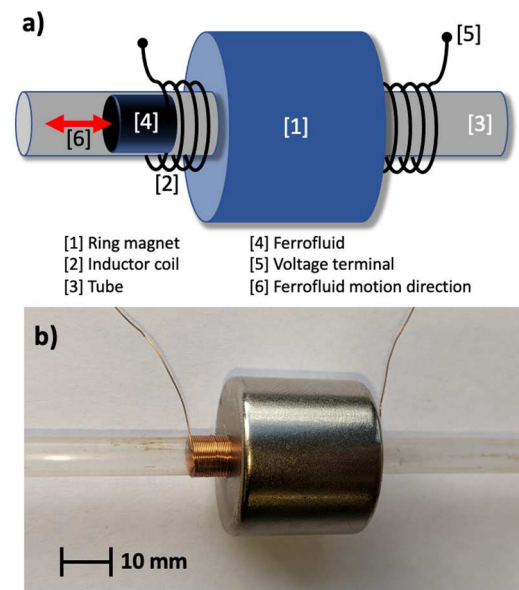 a)
[5]
[4]
[1]
[3]
[6]
[2]
[1] Ring magnet
[4] Ferrofluid
[2] Inductor coil
[5] Voltage terminal
[3] Tube
[6] Ferrofluid motion direction
b)
10 mm